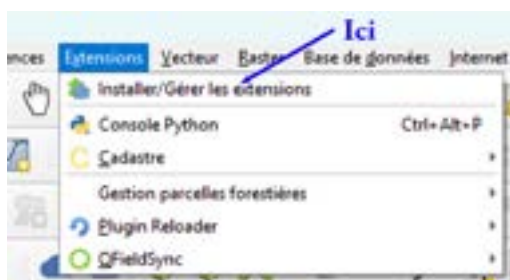 Ici
ences Extensions Vecteur Raster Base de données Internet
Installer/Gérer les extensions
Console Python Ctrl+Alt+P
Cadastre
Gestion parcelles forestières
Plugin Reloader
QFieldSync